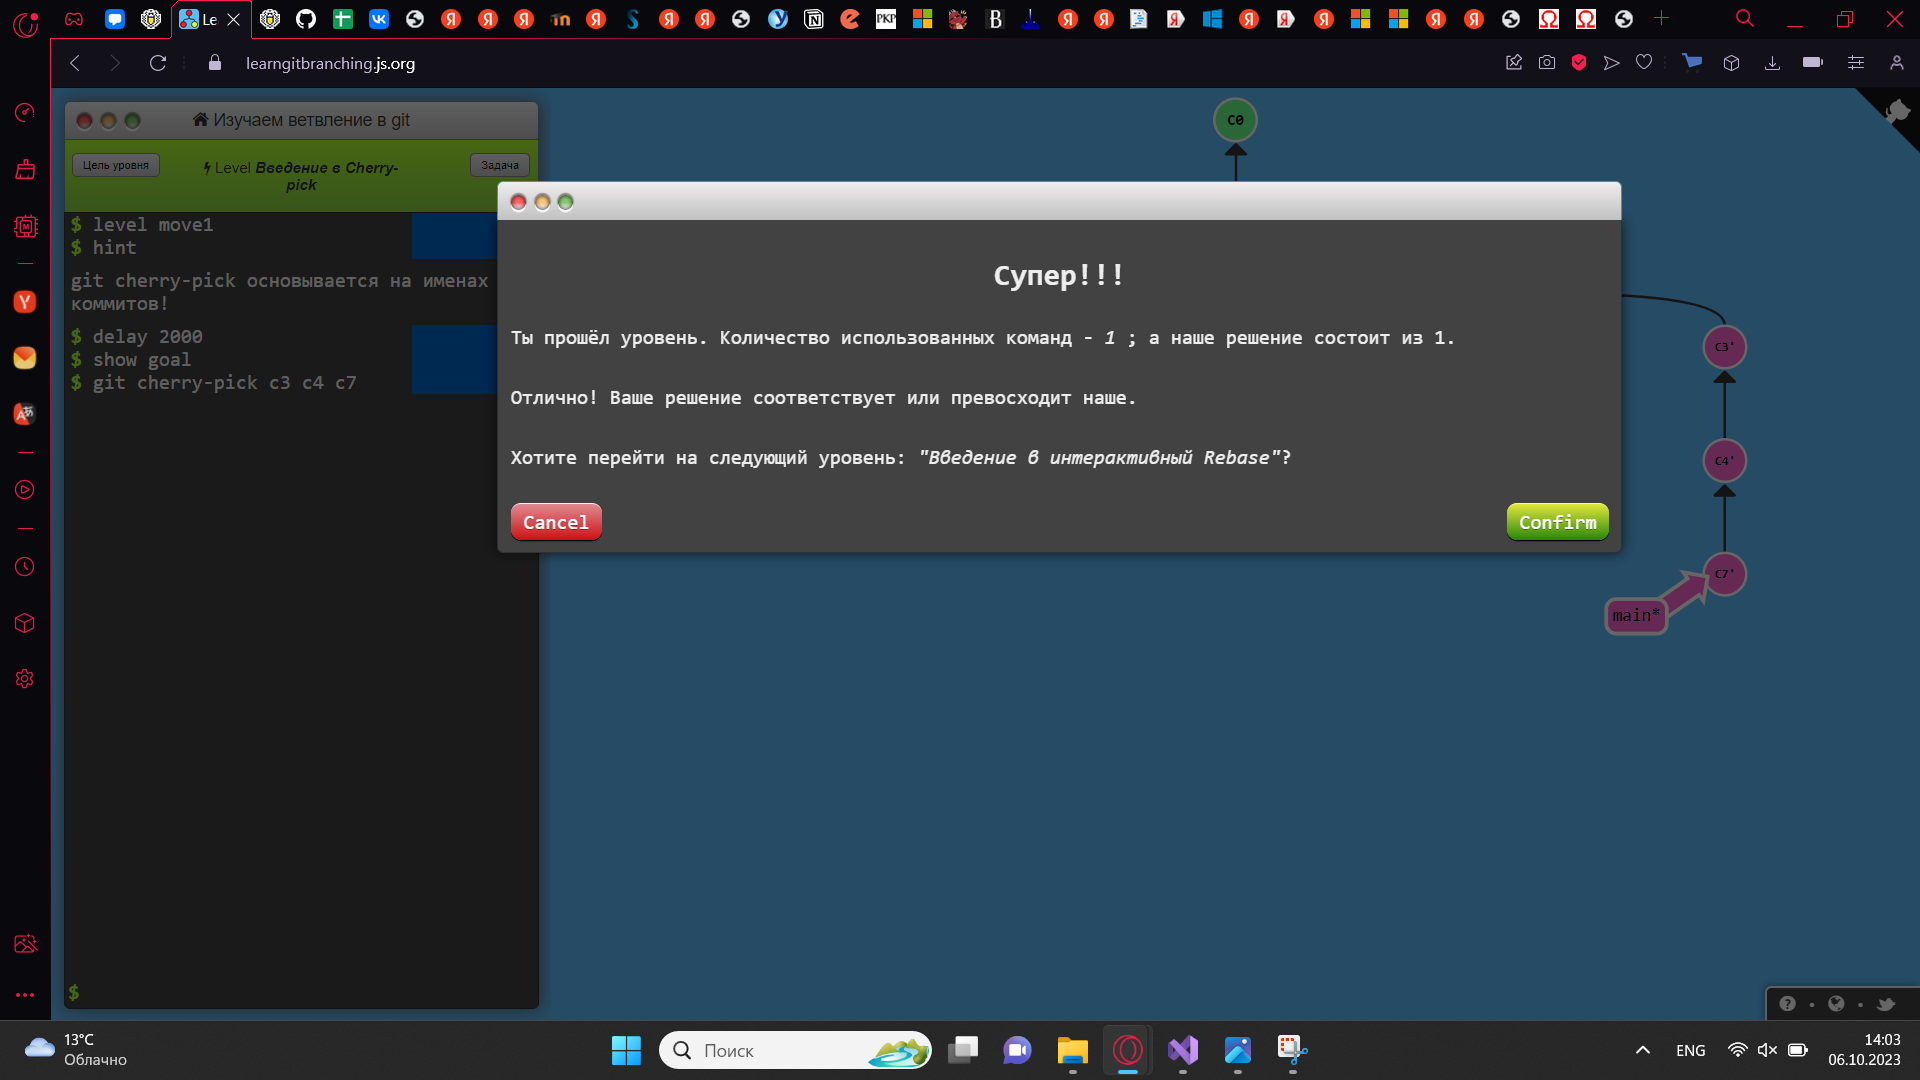 Le
learngitbranching.js.org
Изучаем ветвление в git
Цель уровня
Level Введение в Cherry-
pick
Задача
$ level move1
$ hint
git cherry-pick основывается на именах
коммитов!
$ delay 2000
$ show goal
$ git cherry-pick c3 c4 c7
$
C0
Супер!!!
Ты прошёл уровень. Количество использованных команд - 1 ; а наше решение состоит из 1.
Отлично! Ваше решение соответствует или превосходит наше.
Хотите перейти на следующий уровень: "Введение в интерактивный Rebase"?
Cancel
Confirm
C3'
C4'
C7'
main*
13°C
Облачно
Поиск
ENG
14:03
06.10.2023